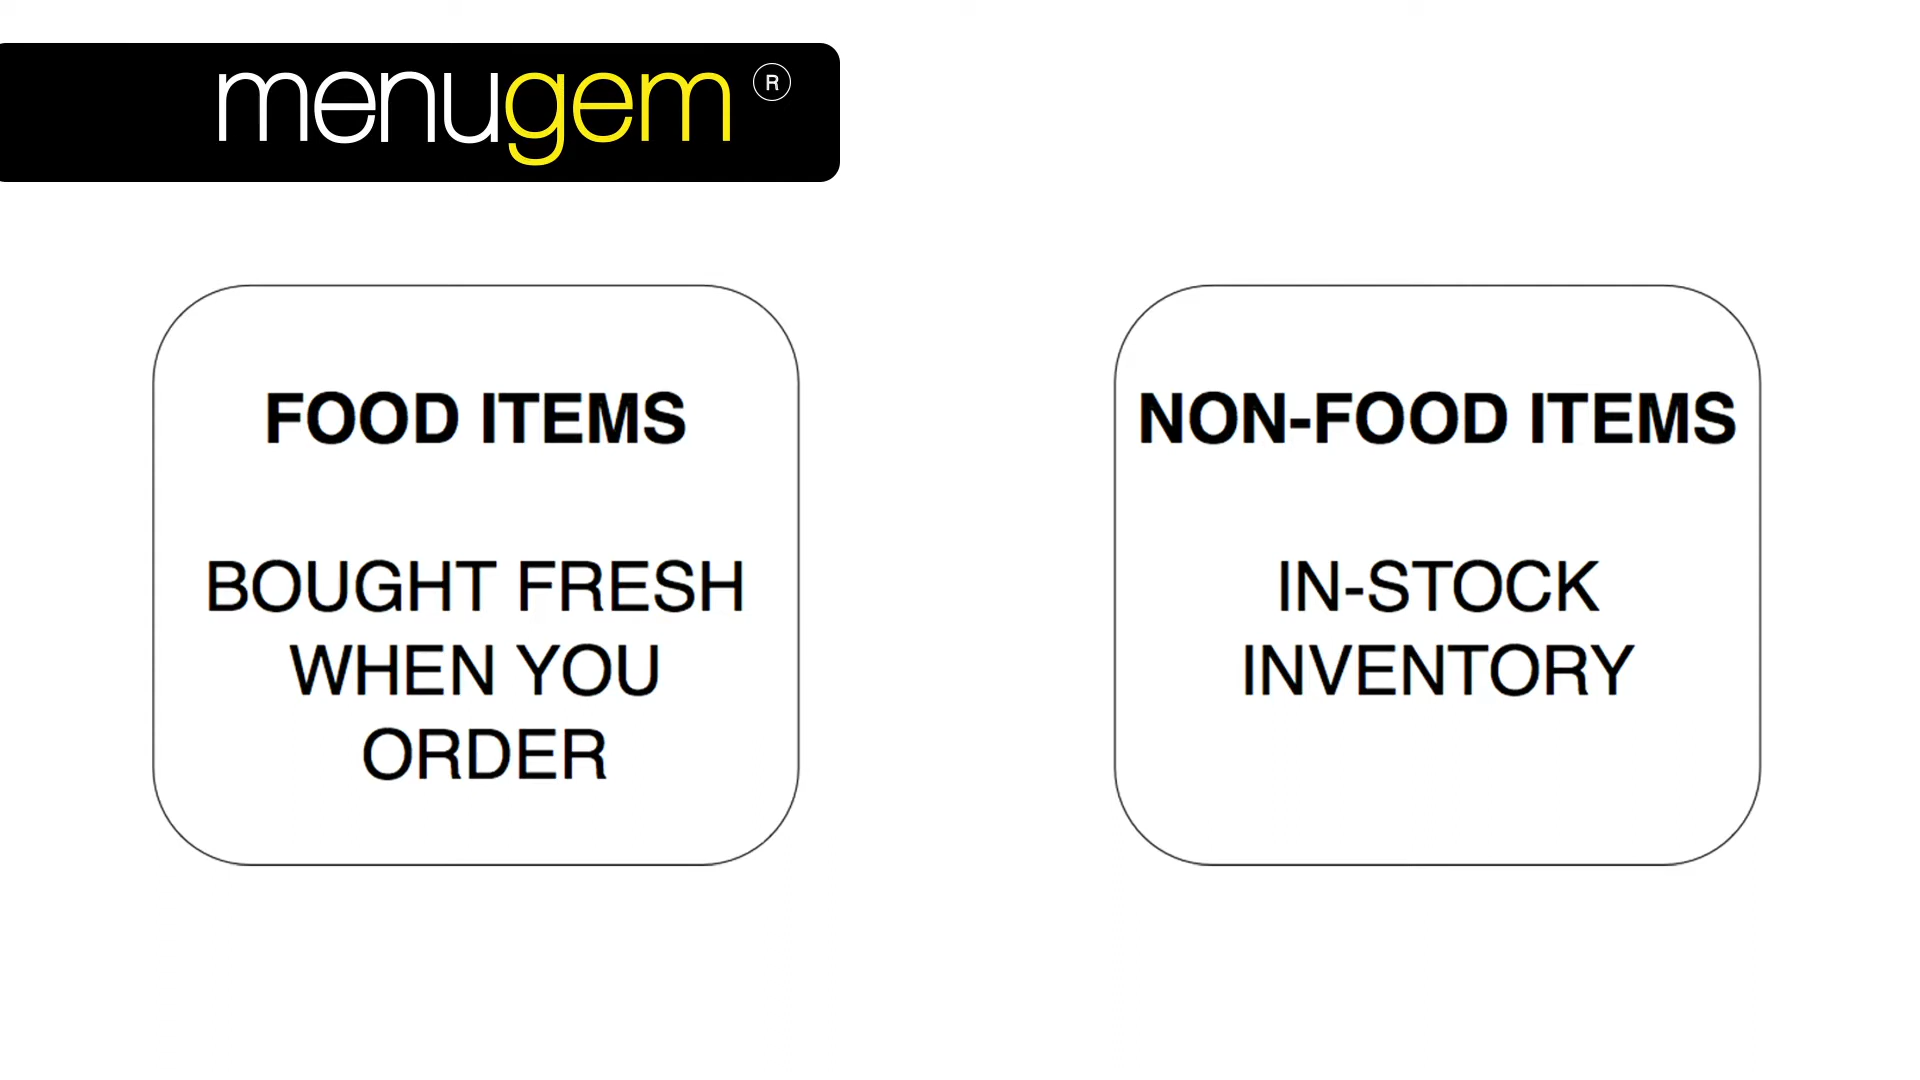 menugem ®
FOOD ITEMS
BOUGHT FRESH
WHEN YOU
ORDER
NON-FOOD ITEMS
IN-STOCK
INVENTORY